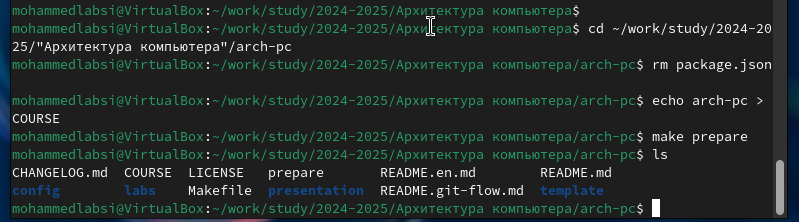 mohammedlabsi@VirtualBox:~/work/study/2024-2025/Архитектура компьютера$
mohammedlabsi@VirtualBox:~/work/study/2024-2025/Архитектура компьютера$ cd ~/work/study/2024-20
25/"Архитектура компьютера"/arch-pc
mohammedlabsi@VirtualBox:~/work/study/2024-2025/Архитектура компьютера/arch-pc$ rm package.json
mohammedlabsi@VirtualBox:~/work/study/2024-2025/Архитектура компьютера/arch-pc$ echo arch-pc >
COURSE
mohammedlabsi@VirtualBox:~/work/study/2024-2025/Архитектура компьютера/arch-pc$ make prepare
mohammedlabsi@VirtualBox:~/work/study/2024-2025/Архитектура компьютера/arch-pc$ ls
CHANGELOG.md COURSE LICENSE prepare README.en.md README.md
config labs Makefile presentation README.git-flow.md template
mohammedlabsi@VirtualBox:~/work/study/2024-2025/Архитектура компьютера/arch-pc$